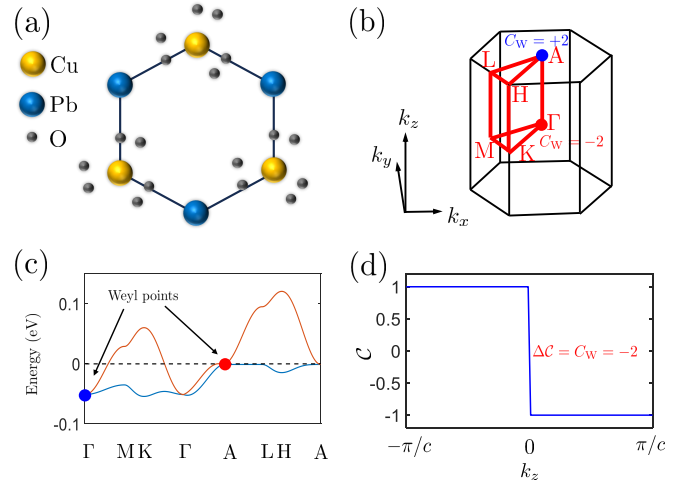 (a)
Cu
Pb
O
(b)
C_W = +2
L
A
H
Γ
C_W = −2
M
K
k_z
k_y
k_x
(c)
Weyl points
Energy (eV)
0.1
0
-0.1
Γ M K Γ A L H A
(d)
C
1
0.5
0
-0.5
-1
ΔC = C_W = −2
−π/c 0 π/c
k_z